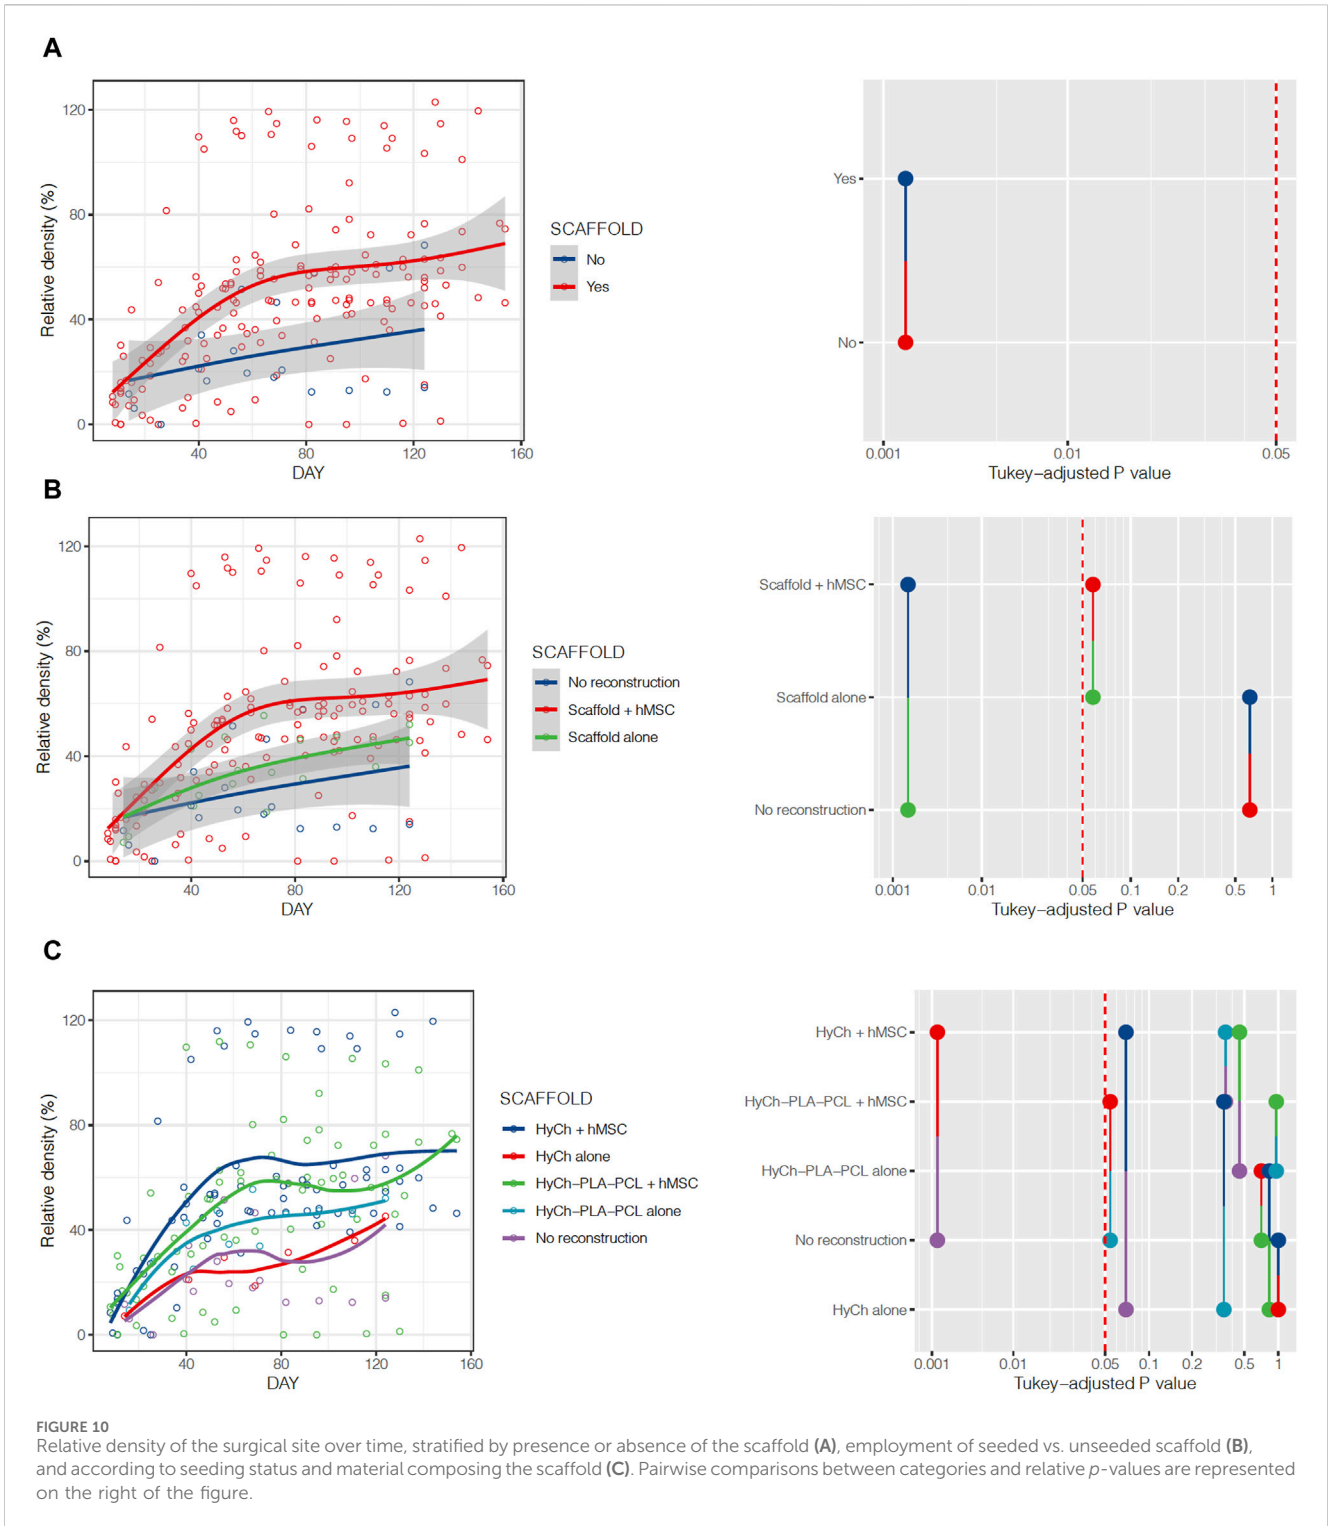 A
120
80
40
0
40
80
120
160
Relative density (%)
DAY
SCAFFOLD
No
Yes
Yes
No
0.001
0.01
0.05
Tukey–adjusted P value
B
120
80
40
0
40
80
120
160
Relative density (%)
DAY
SCAFFOLD
No reconstruction
Scaffold + hMSC
Scaffold alone
Scaffold + hMSC
Scaffold alone
No reconstruction
0.001
0.01
0.05
0.1
0.2
0.5
1
Tukey–adjusted P value
C
120
80
40
0
40
80
120
160
Relative density (%)
DAY
SCAFFOLD
HyCh + hMSC
HyCh alone
HyCh–PLA–PCL + hMSC
HyCh–PLA–PCL alone
No reconstruction
HyCh + hMSC
HyCh–PLA–PCL + hMSC
HyCh–PLA–PCL alone
No reconstruction
HyCh alone
0.001
0.01
0.05
0.1
0.2
0.5
1
Tukey–adjusted P value
FIGURE 10
Relative density of the surgical site over time, stratified by presence or absence of the scaffold (A), employment of seeded vs. unseeded scaffold (B),
and according to seeding status and material composing the scaffold (C). Pairwise comparisons between categories and relative p-values are represented
on the right of the figure.